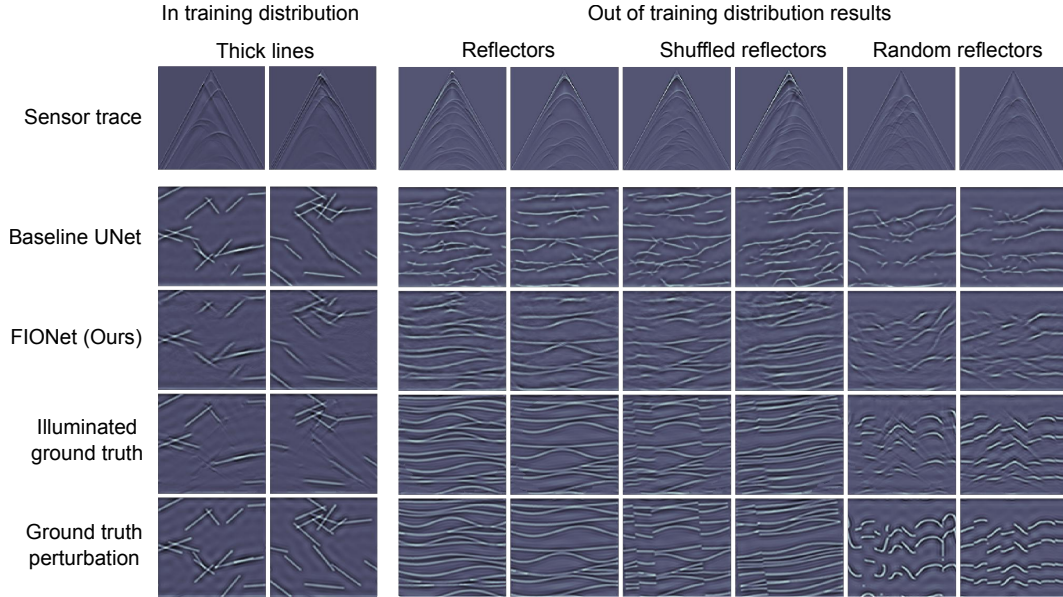 In training distribution
Out of training distribution results
Thick lines
Reflectors
Shuffled reflectors
Random reflectors
Sensor trace
Baseline UNet
FIONet (Ours)
Illuminated
ground truth
Ground truth
perturbation